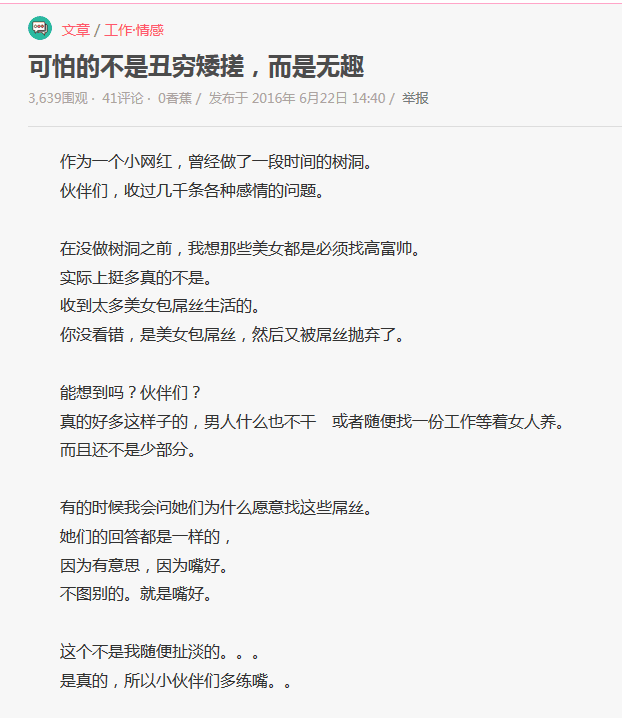 文章 / 工作·情感
可怕的不是丑穷矮搓，而是无趣
3,639围观 · 41评论 · 0香蕉 / 发布于 2016年 6月22日 14:40 / 举报
作为一个小网红，曾经做了一段时间的树洞。
伙伴们，收过几千条各种感情的问题。
在没做树洞之前，我想那些美女都是必须找高富帅。
实际上挺多真的不是。
收到太多美女包屌丝生活的。
你没看错，是美女包屌丝，然后又被屌丝抛弃了。
能想到吗？伙伴们？
真的好多这样子的，男人什么也不干　或者随便找一份工作等着女人养。
而且还不是少部分。
有的时候我会问她们为什么愿意找这些屌丝。
她们的回答都是一样的，
因为有意思，因为嘴好。
不图别的。就是嘴好。
这个不是我随便扯淡的。。。
是真的，所以小伙伴们多练嘴。。